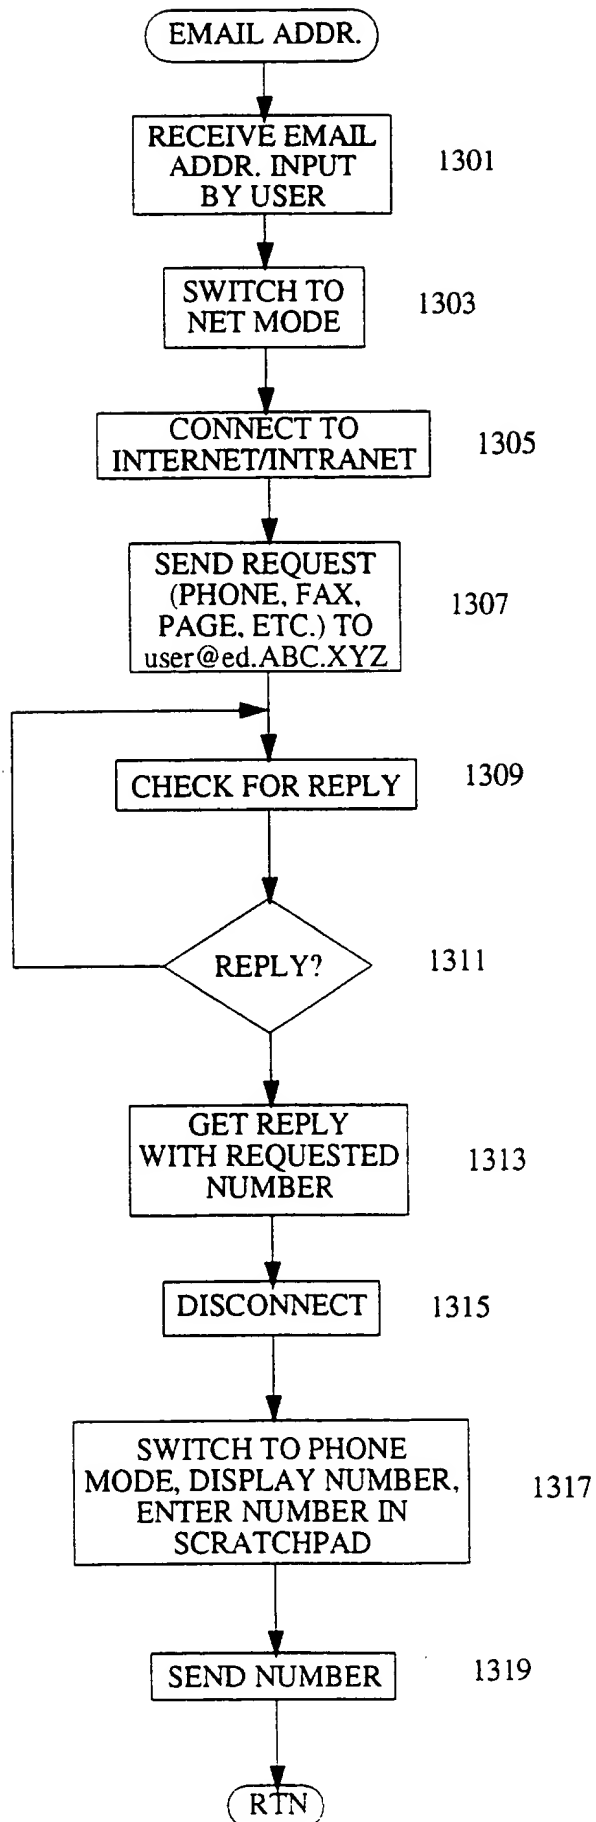 EMAIL ADDR.
RECEIVE EMAIL
ADDR. INPUT
BY USER
1301
SWITCH TO
NET MODE
1303
CONNECT TO
INTERNET/INTRANET
1305
SEND REQUEST
(PHONE, FAX,
PAGE, ETC.) TO
user@ed.ABC.XYZ
1307
CHECK FOR REPLY
1309
REPLY?
1311
GET REPLY
WITH REQUESTED
NUMBER
1313
DISCONNECT
1315
SWITCH TO PHONE
MODE, DISPLAY NUMBER,
ENTER NUMBER IN
SCRATCHPAD
1317
SEND NUMBER
1319
RTN